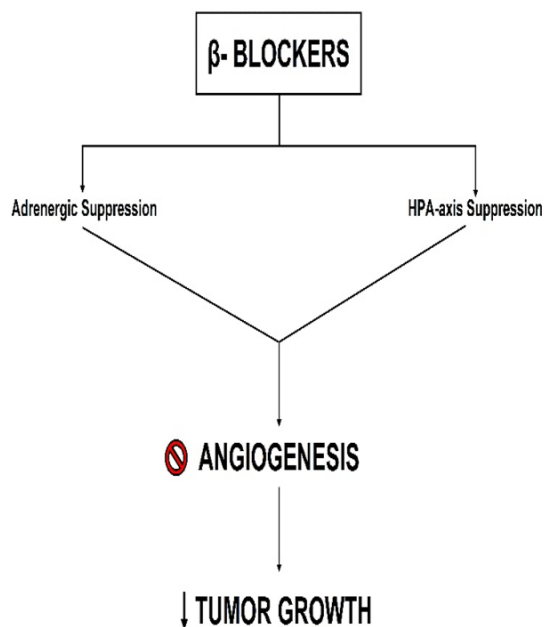 β- BLOCKERS
Adrenergic Suppression
HPA-axis Suppression
ANGIOGENESIS
↓ TUMOR GROWTH